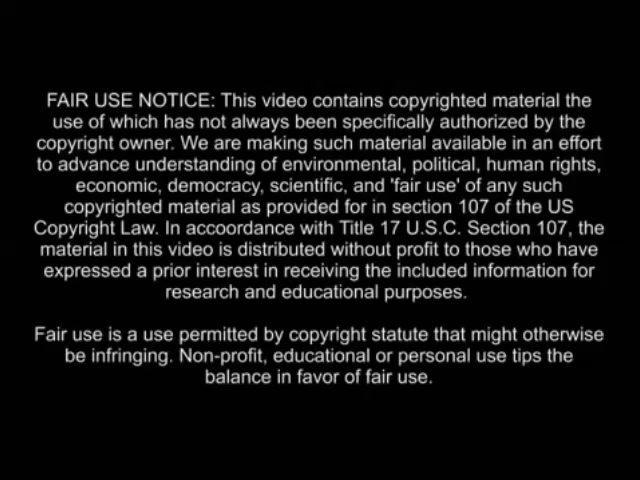 FAIR USE NOTICE: This video contains copyrighted material the
use of which has not always been specifically authorized by the
copyright owner. We are making such material available in an effort
to advance understanding of environmental, political, human rights,
economic, democracy, scientific, and 'fair use' of any such
copyrighted material as provided for in section 107 of the US
Copyright Law. In accoordance with Title 17 U.S.C. Section 107, the
material in this video is distributed without profit to those who have
expressed a prior interest in receiving the included information for
research and educational purposes.
Fair use is a use permitted by copyright statute that might otherwise
be infringing. Non-profit, educational or personal use tips the
balance in favor of fair use.